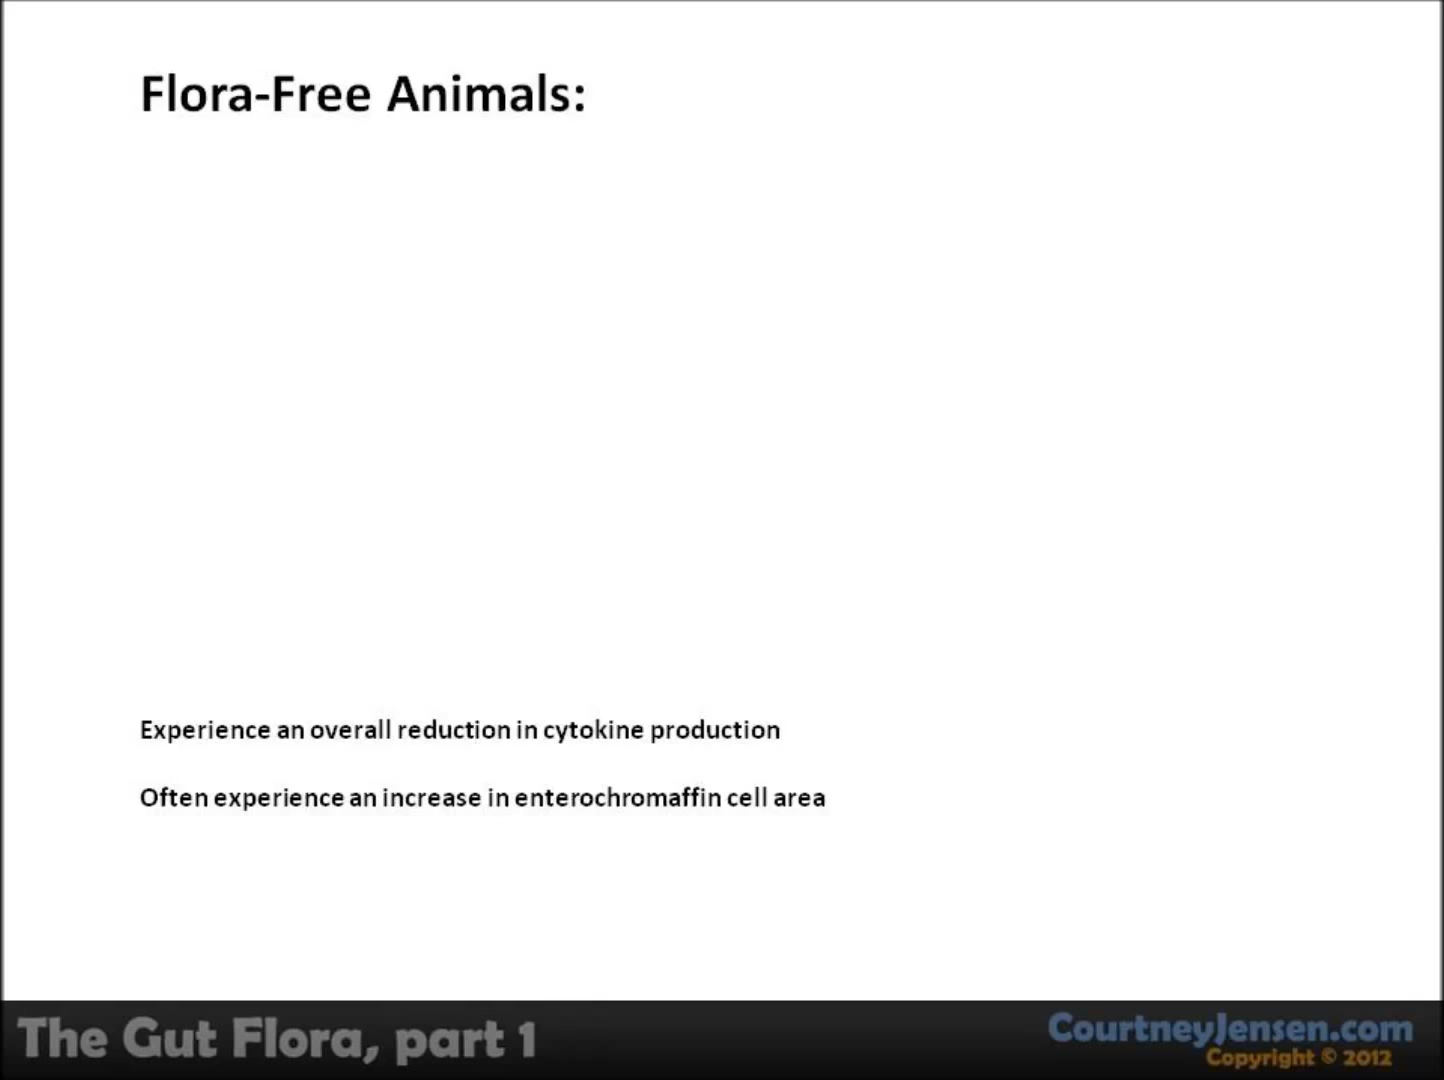 Flora-Free Animals:
Experience an overall reduction in cytokine production
Often experience an increase in enterochromaffin cell area
The Gut Flora, part 1
CourtneyJensen.com
Copyright © 2012